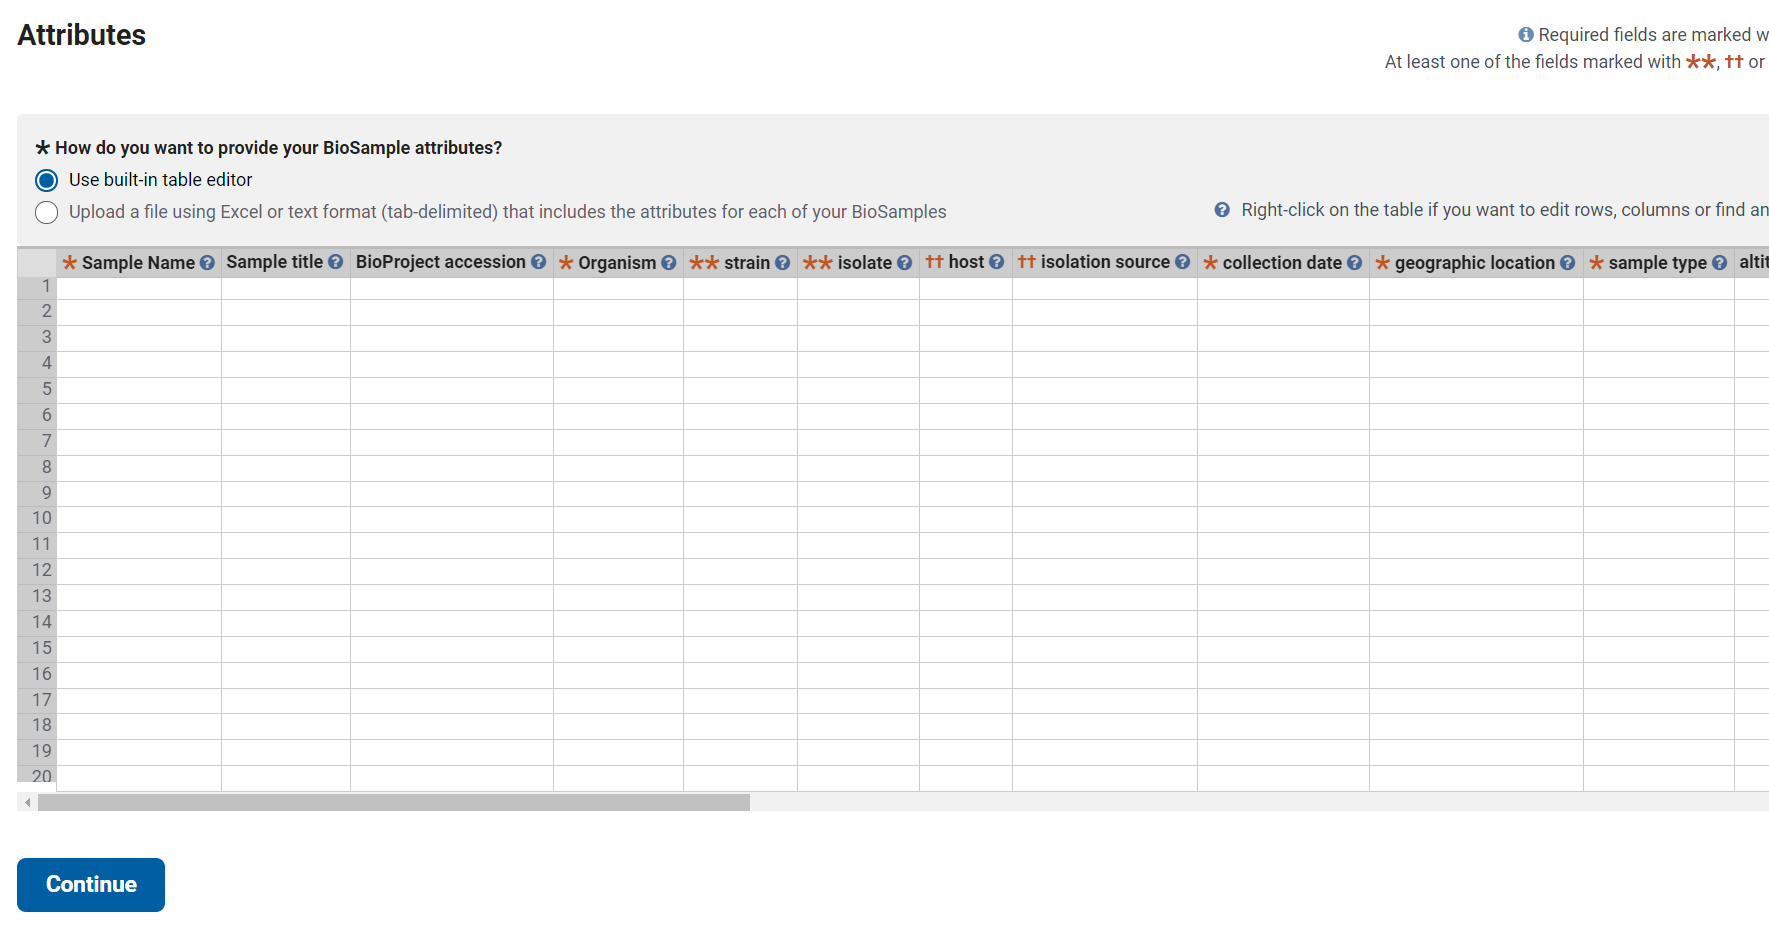 Attributes
Required fields are marked w
At least one of the fields marked with **, †† or
* How do you want to provide your BioSample attributes?
Use built-in table editor
Upload a file using Excel or text format (tab-delimited) that includes the attributes for each of your BioSamples
Right-click on the table if you want to edit rows, columns or find an
* Sample Name Sample title BioProject accession * Organism ** strain ** isolate †† host †† isolation source * collection date * geographic location * sample type altit
1
2
3
4
5
6
7
8
9
10
11
12
13
14
15
16
17
18
19
20
Continue